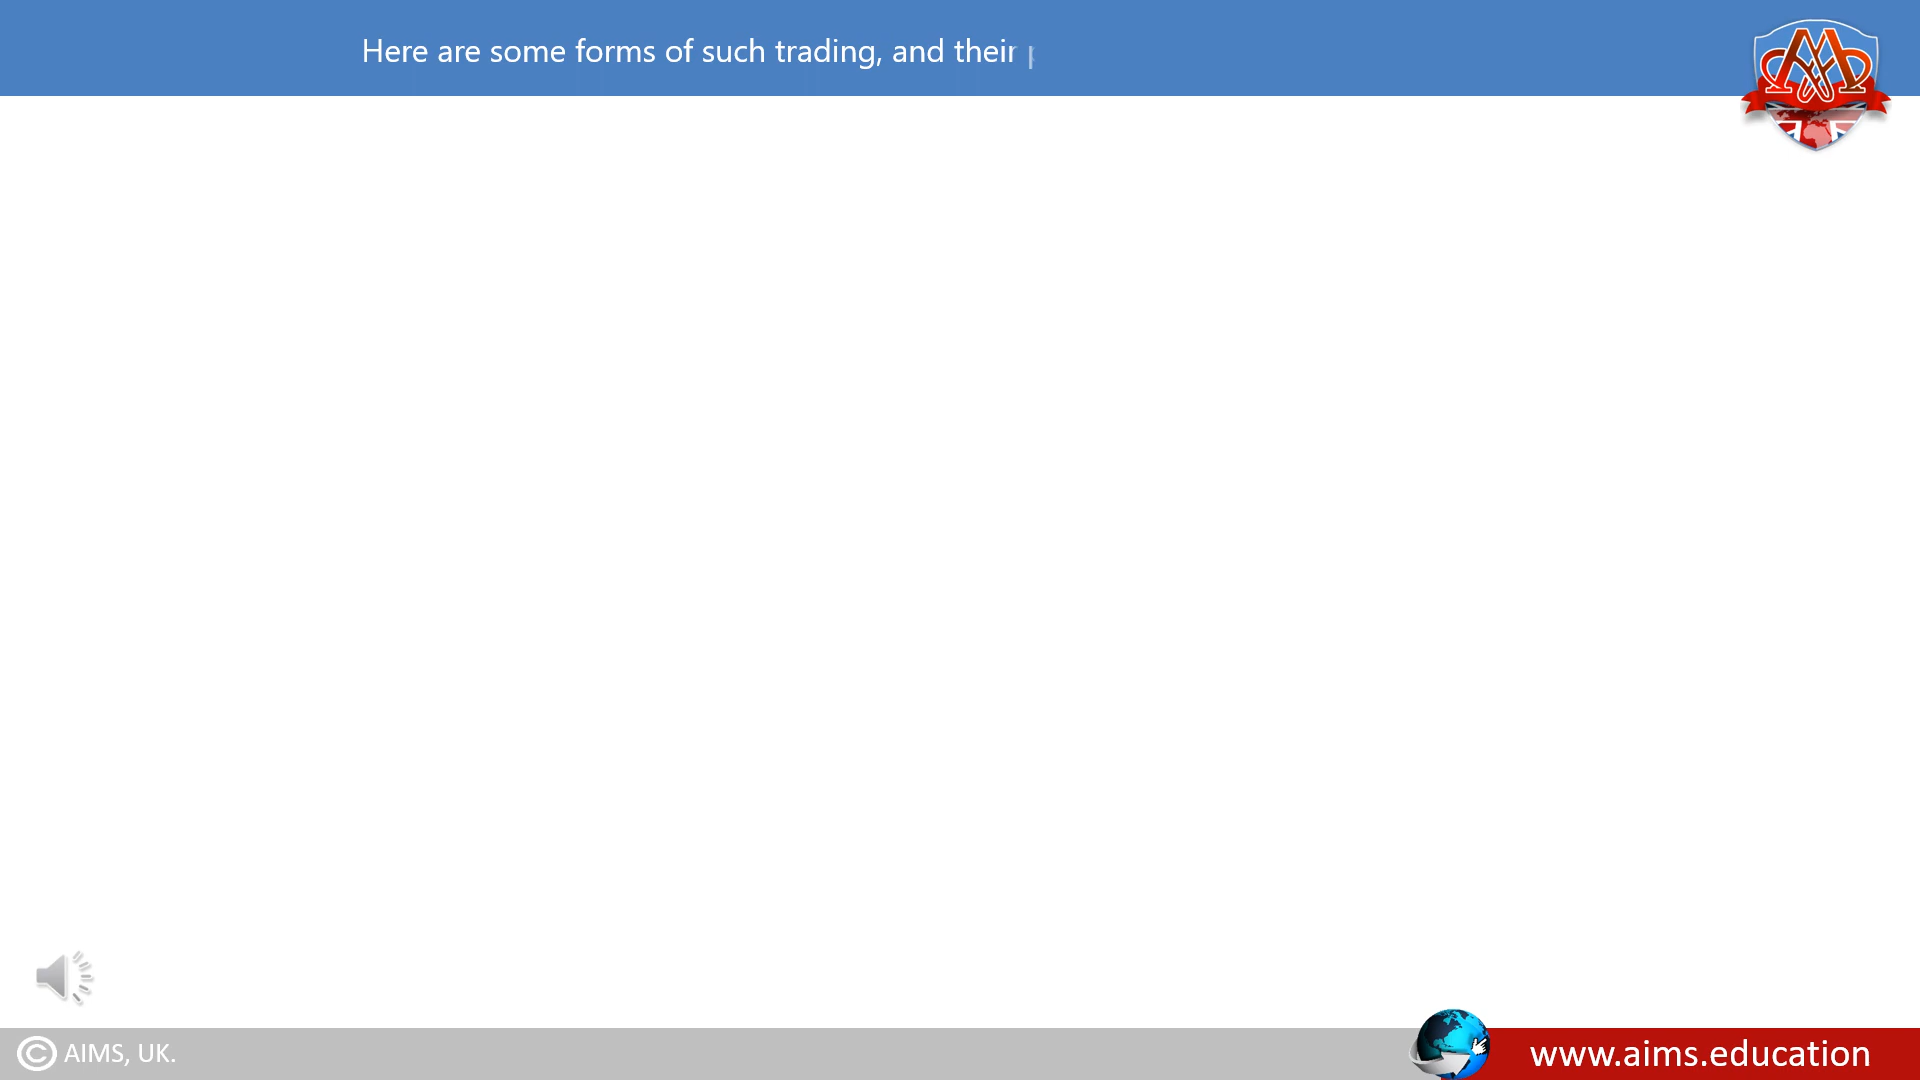 Here are some forms of such trading, and their
© AIMS, UK.
www.aims.education